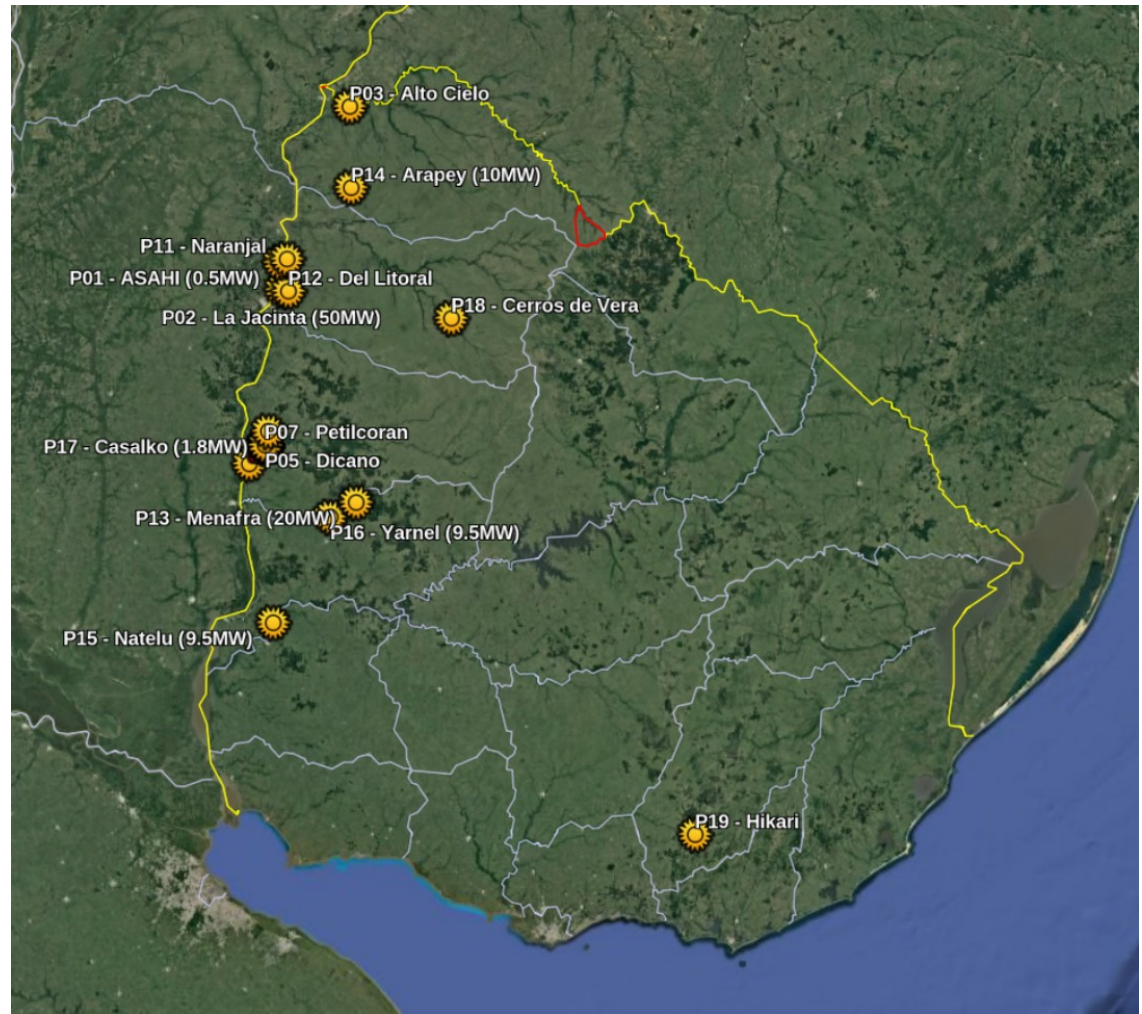 P03 - Alto Cielo
P14 - Arapey (10MW)
P11 - Naranjal
P01 - ASAHI (0.5MW)
P12 - Del Litoral
P02 - La Jacinta (50MW)
P18 - Cerros de Vera
P07 - Petilcoran
P17 - Casalko (1.8MW)
P05 - Dicano
P13 - Menafra (20MW)
P16 - Yarnel (9.5MW)
P15 - Natelu (9.5MW)
P19 - Hikari